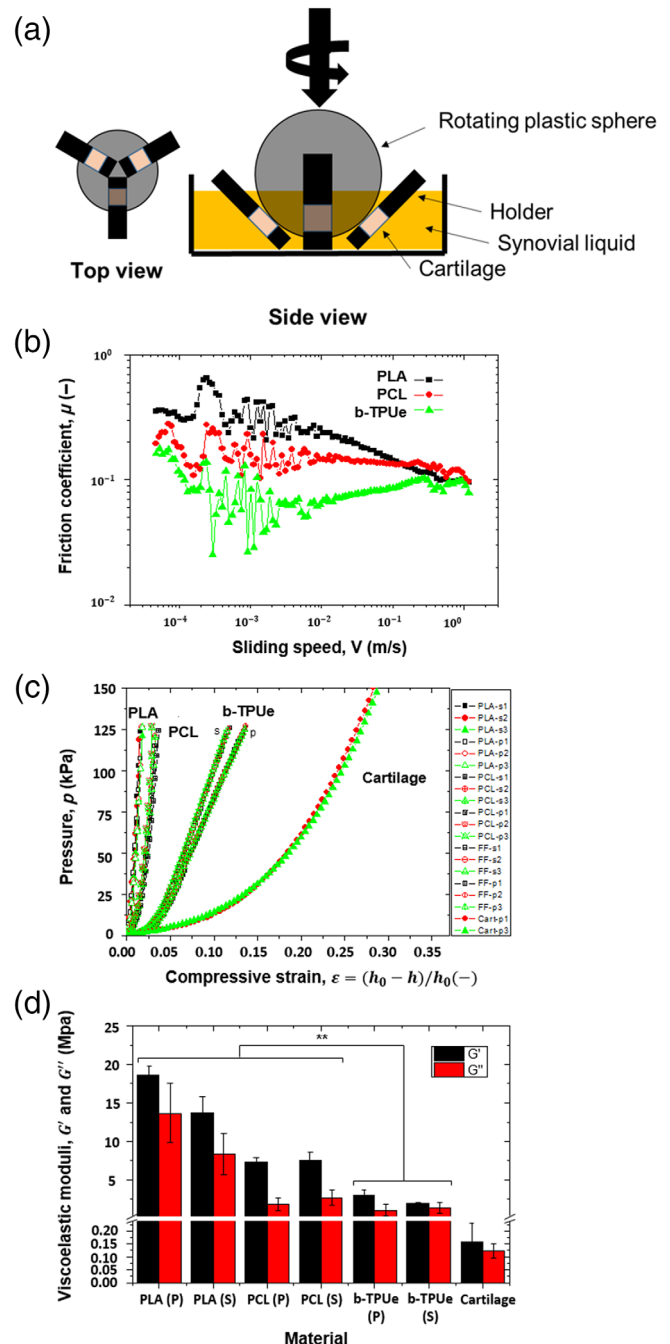 (a)
Rotating plastic sphere
Holder
Synovial liquid
Cartilage
Top view
Side view
(b)
10⁰
10⁻¹
10⁻²
Friction coefficient, μ (–)
PLA
PCL
b-TPUe
10⁻⁴
10⁻³
10⁻²
10⁻¹
10⁰
Sliding speed, V (m/s)
(c)
150
125
100
75
50
25
0
Pressure, p (kPa)
PLA
PCL
b-TPUe
s
p
Cartilage
0.00
0.05
0.10
0.15
0.20
0.25
0.30
0.35
Compressive strain, ε = (h₀ − h)/h₀(−)
PLA-s1
PLA-s2
PLA-s3
PLA-p1
PLA-p2
PLA-p3
PCL-s1
PCL-s2
PCL-s3
PCL-p1
PCL-p2
PCL-p3
FF-s1
FF-s2
FF-s3
FF-p1
FF-p2
FF-p3
Cart-p1
Cart-p3
(d)
25
20
15
10
5
0.20
0.15
0.10
0.05
0.00
Viscoelastic moduli, G′ and G″ (Mpa)
**
G'
G"
PLA (P)
PLA (S)
PCL (P)
PCL (S)
b-TPUe
(P)
b-TPUe
(S)
Cartilage
Material